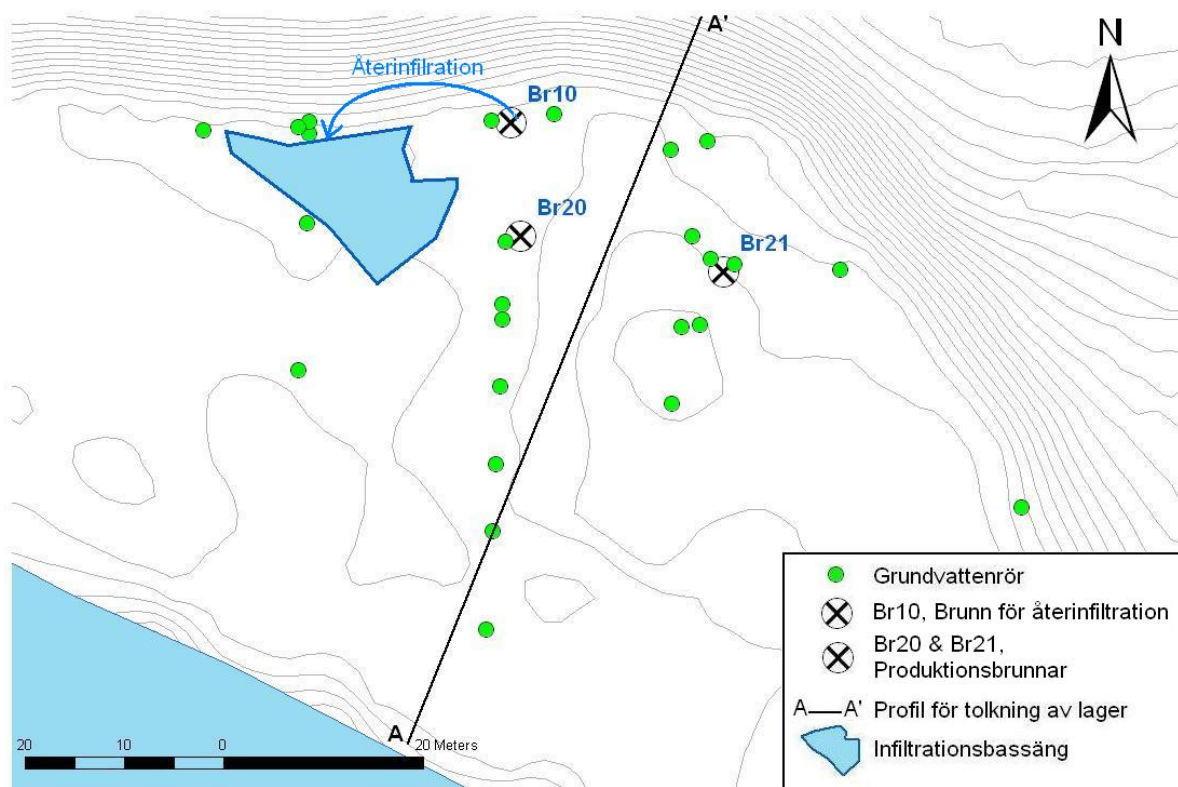 A'
N
Återinfilration
Br10
Br20
Br21
A
20 10 0 20 Meters
Grundvattenrör
Br10, Brunn för återinfiltration
Br20 & Br21,
Produktionsbrunnar
A A' Profil för tolkning av lager
Infiltrationsbassäng